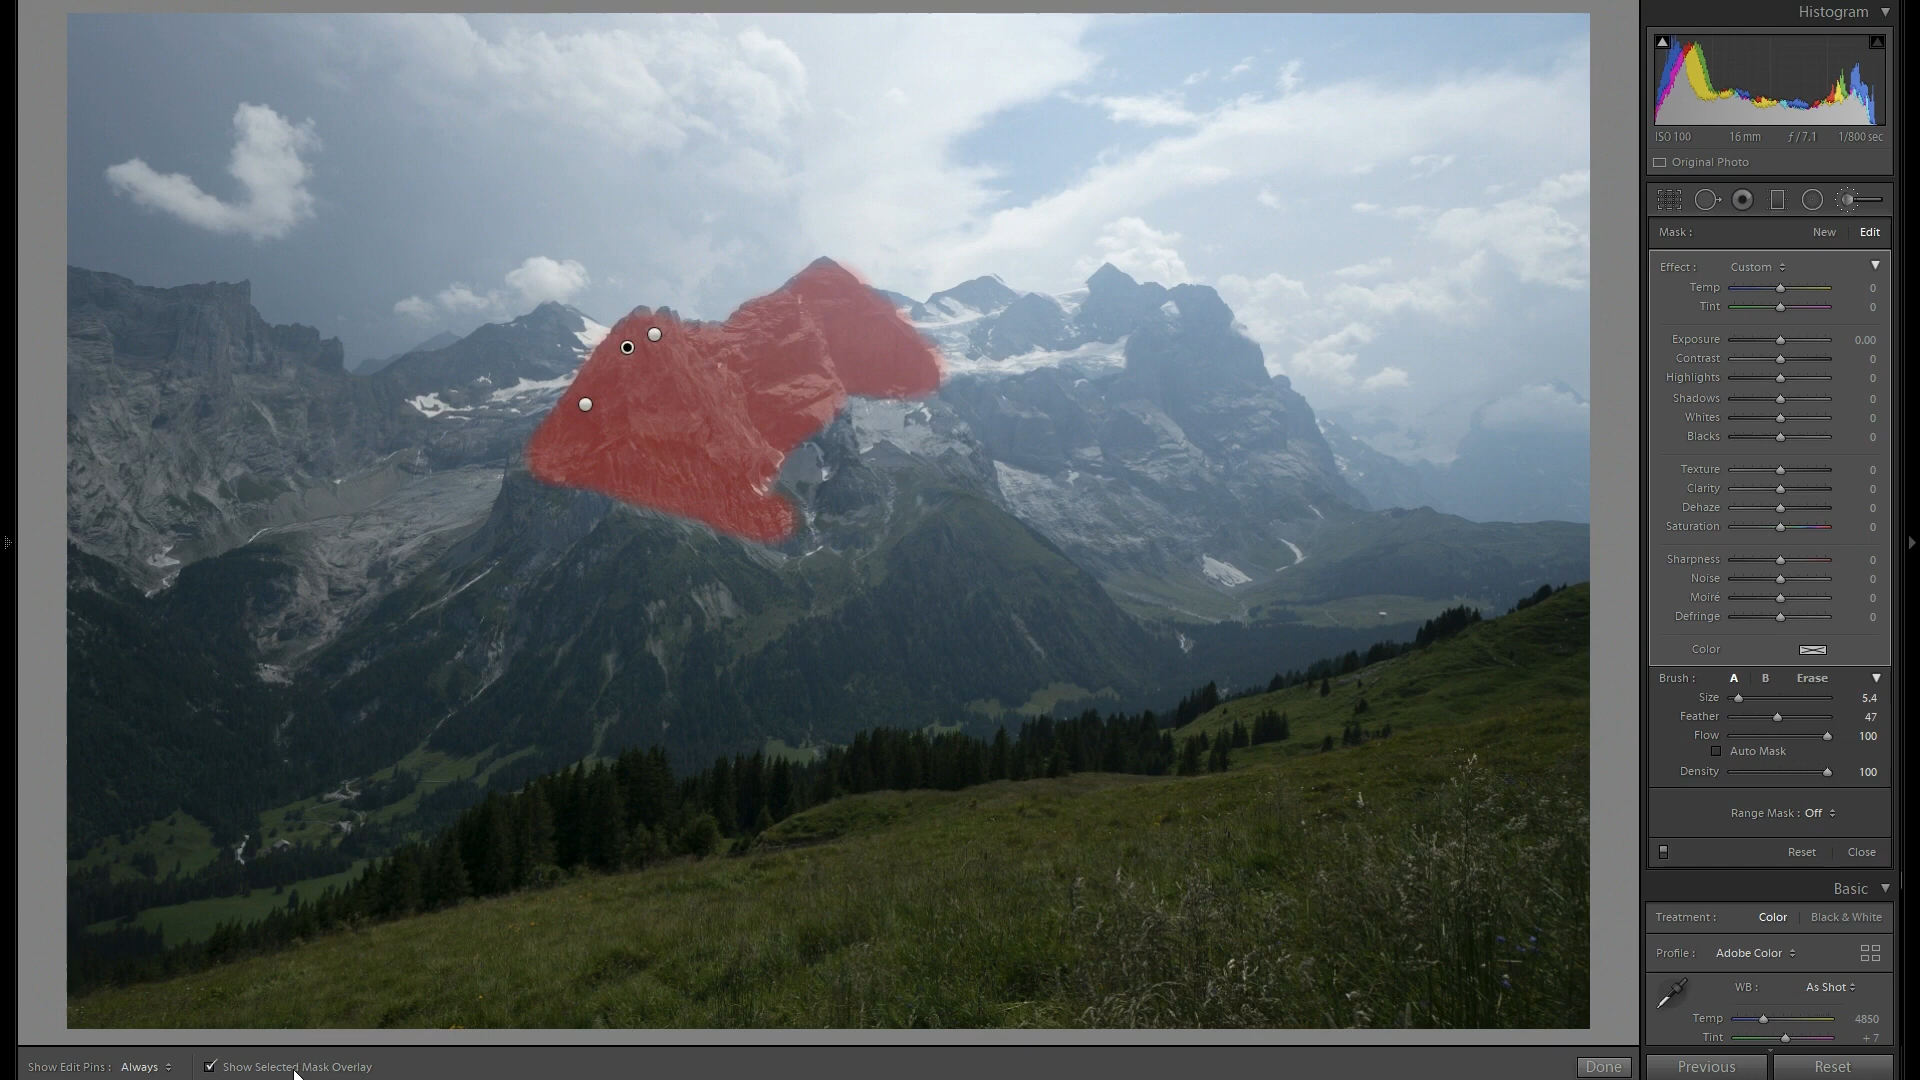 Histogram
ISO 100 16 mm ƒ / 7.1 1/800 sec
Original Photo
Mask : New Edit
Effect : Custom
Temp 0
Tint 0
Exposure 0.00
Contrast 0
Highlights 0
Shadows 0
Whites 0
Blacks 0
Texture 0
Clarity 0
Dehaze 0
Saturation 0
Sharpness 0
Noise 0
Moiré 0
Defringe 0
Color
Brush : A B Erase
Size 5.4
Feather 47
Flow 100
Auto Mask
Density 100
Range Mask : Off
Reset Close
Basic
Treatment : Color Black & White
Profile : Adobe Color
WB : As Shot
Temp 4850
Tint + 7
Show Edit Pins : Always Show Selected Mask Overlay Done Previous Reset